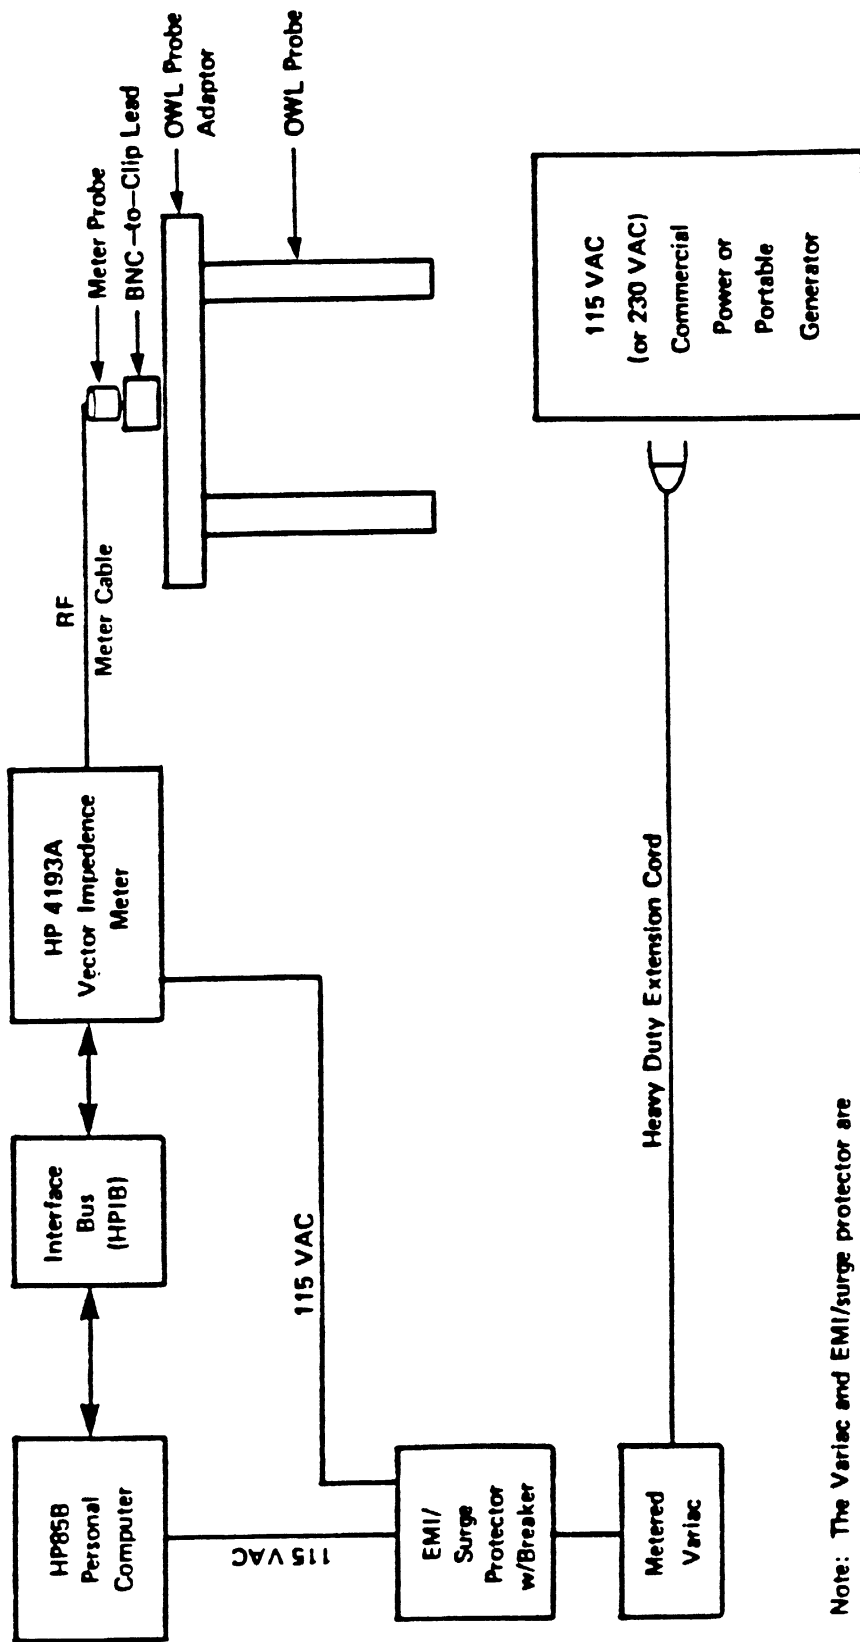 HP85B
Personal
Computer
Interface
Bus
(HPIB)
HP 4193A
Vector Impedence
Meter
RF
Meter Cable
Meter Probe
BNC-to-Clip Lead
OWL Probe
Adaptor
OWL Probe
115 VAC
115 VAC
EMI/
Surge
Protector
w/Breaker
Metered
Variac
Heavy Duty Extension Cord
115 VAC
(or 230 VAC)
Commercial
Power or
Portable
Generator
Note: The Variac and EMI/surge protector are